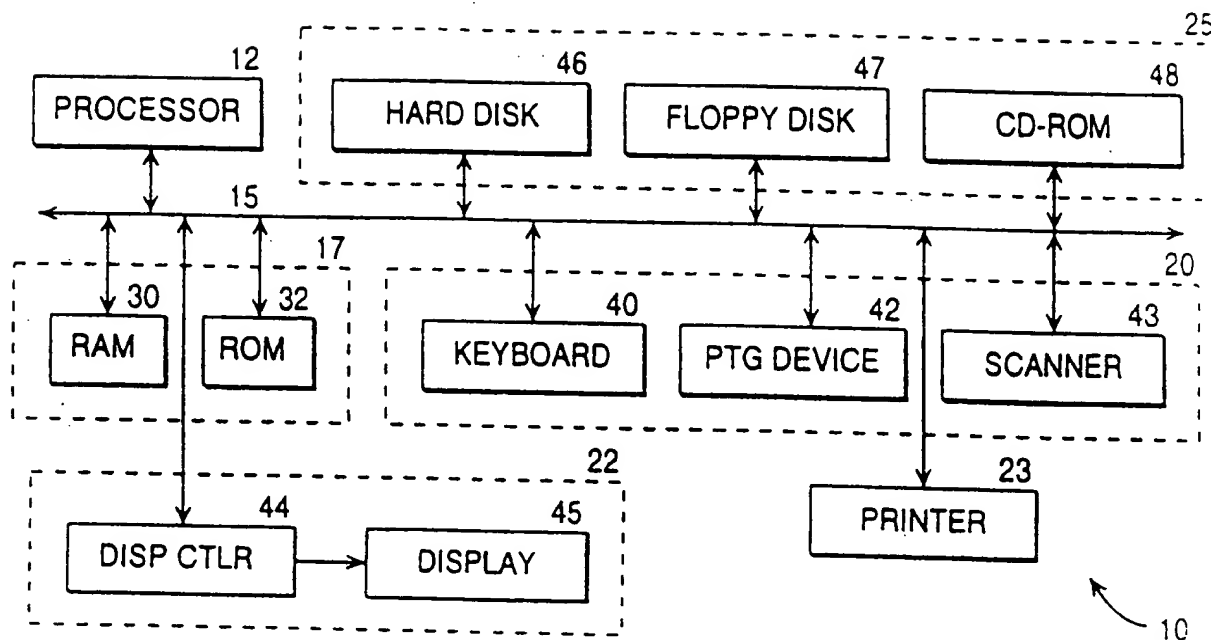 25
12
46
47
48
PROCESSOR
HARD DISK
FLOPPY DISK
CD-ROM
15
17
20
30
32
40
42
43
RAM
ROM
KEYBOARD
PTG DEVICE
SCANNER
22
23
44
45
PRINTER
DISP CTLR
DISPLAY
10